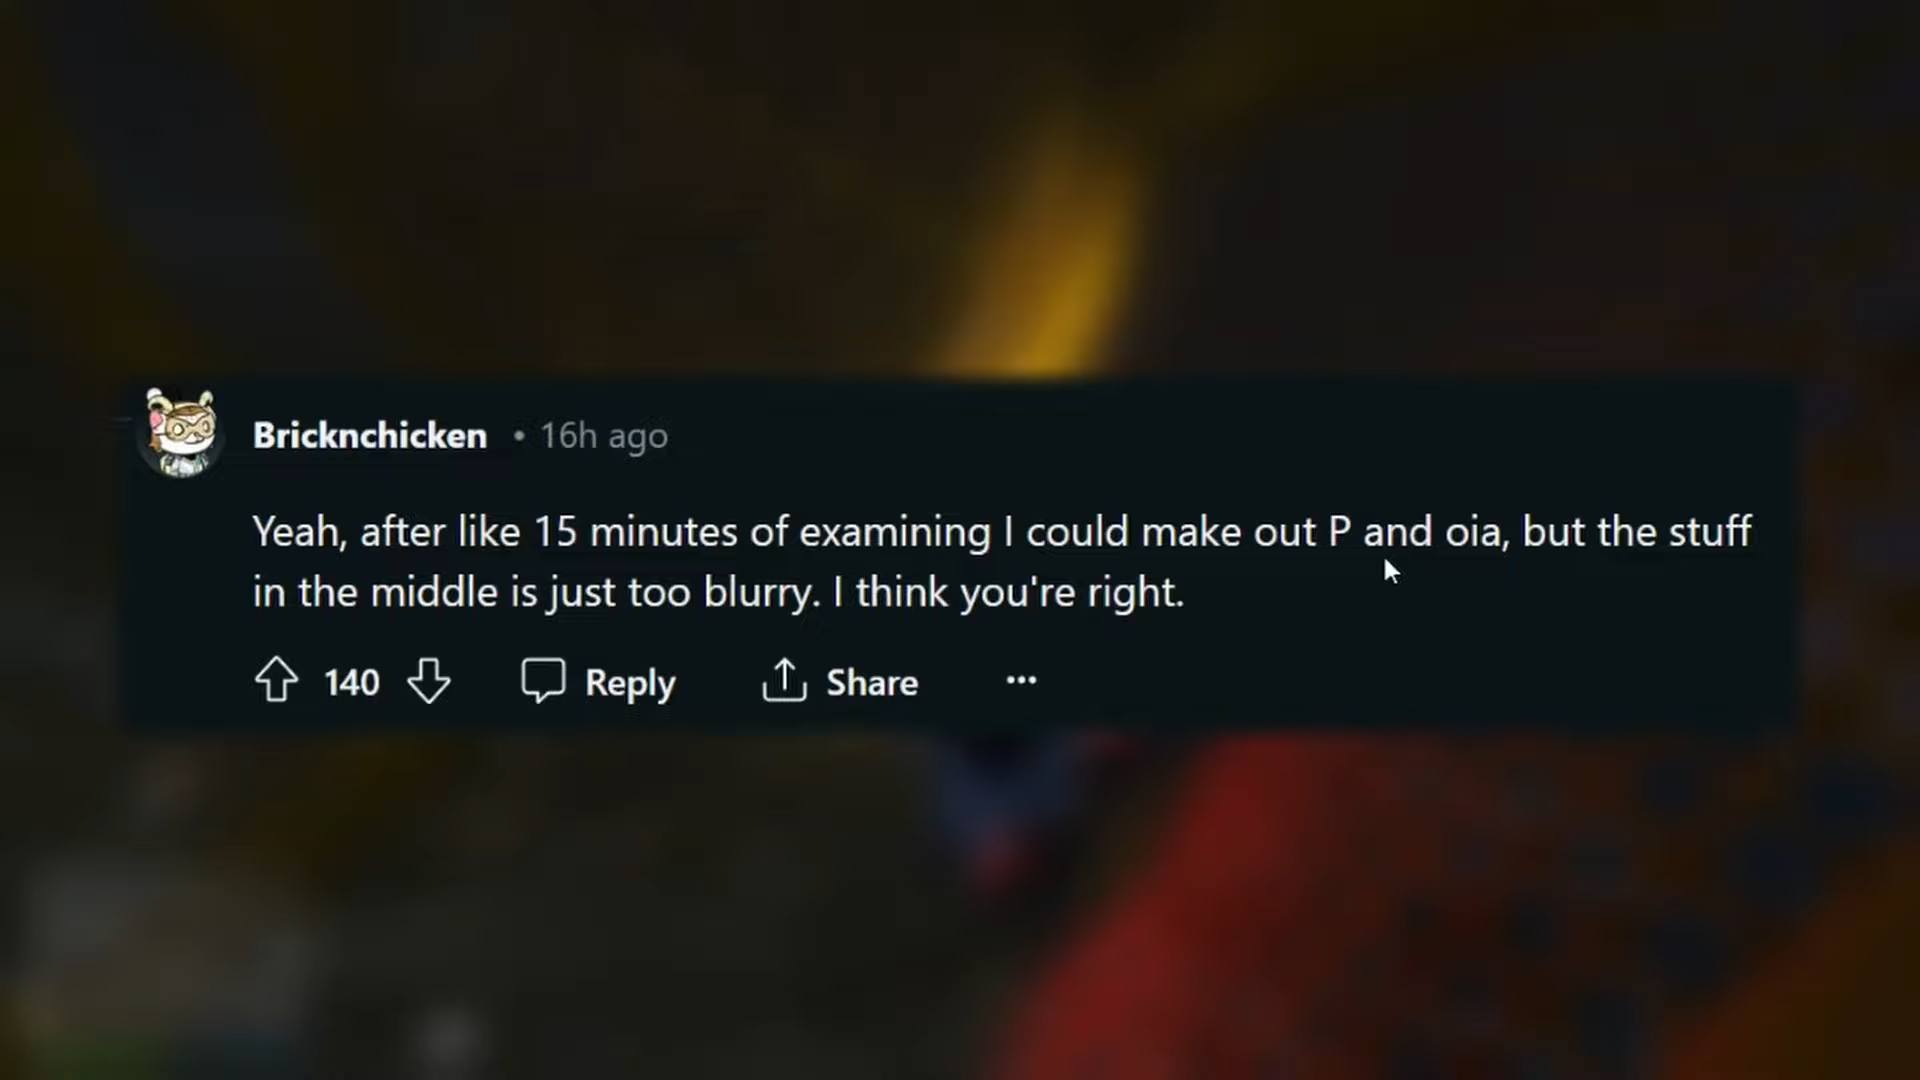 Bricknchicken • 16h ago
Yeah, after like 15 minutes of examining I could make out P and oia, but the stuff
in the middle is just too blurry. I think you're right.
140 Reply Share ···